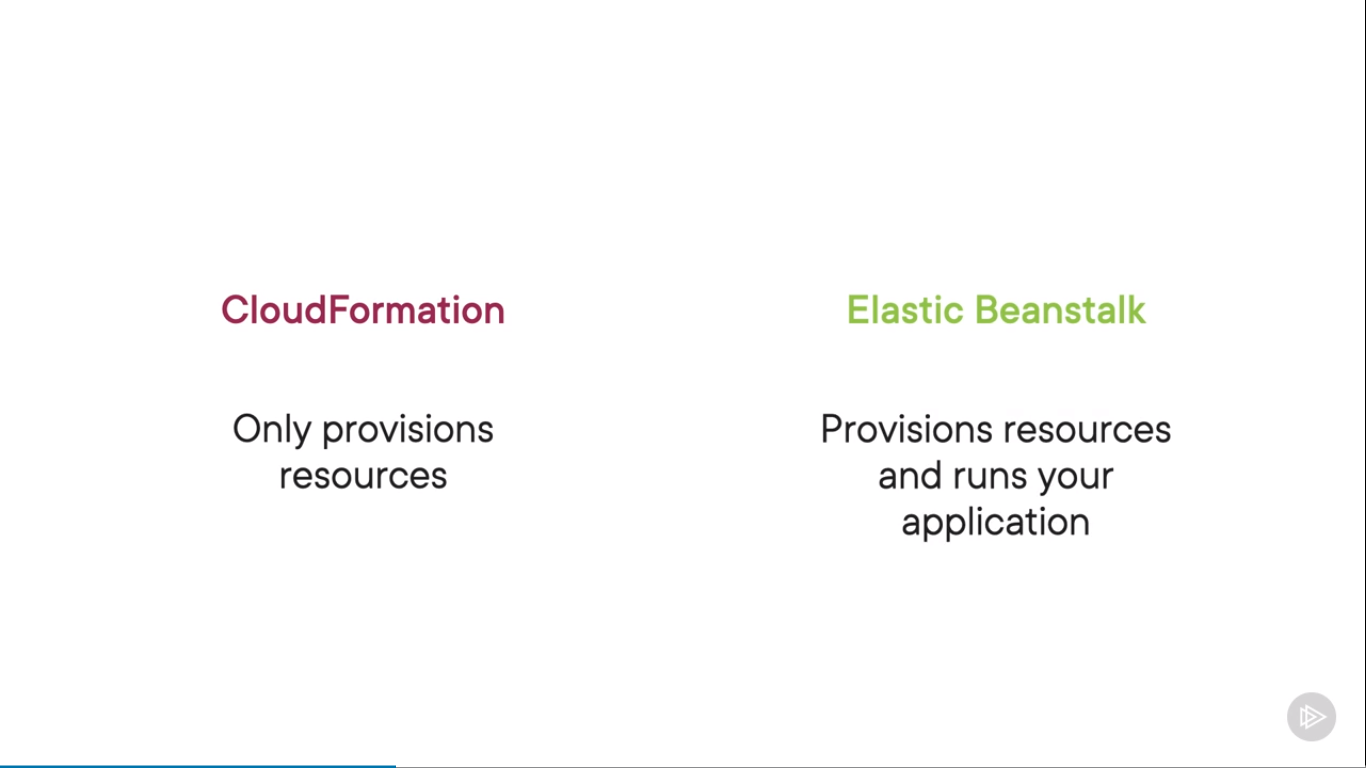 CloudFormation
Only provisions
resources
Elastic Beanstalk
Provisions resources
and runs your
application